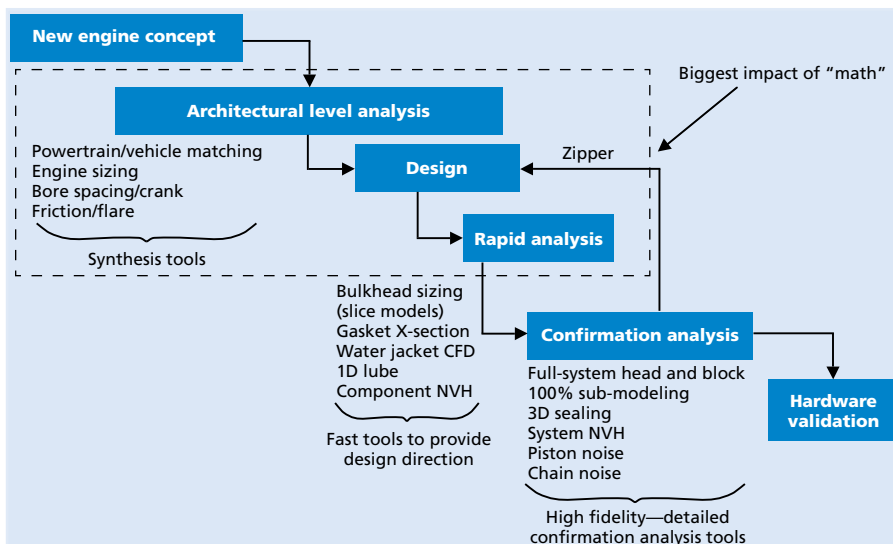 New engine concept
Biggest impact of “math”
Architectural level analysis
Powertrain/vehicle matching
Engine sizing
Bore spacing/crank
Friction/flare
Synthesis tools
Design
Zipper
Rapid analysis
Bulkhead sizing
(slice models)
Gasket X-section
Water jacket CFD
1D lube
Component NVH
Fast tools to provide
design direction
Confirmation analysis
Full-system head and block
100% sub-modeling
3D sealing
System NVH
Piston noise
Chain noise
High fidelity—detailed
confirmation analysis tools
Hardware
validation